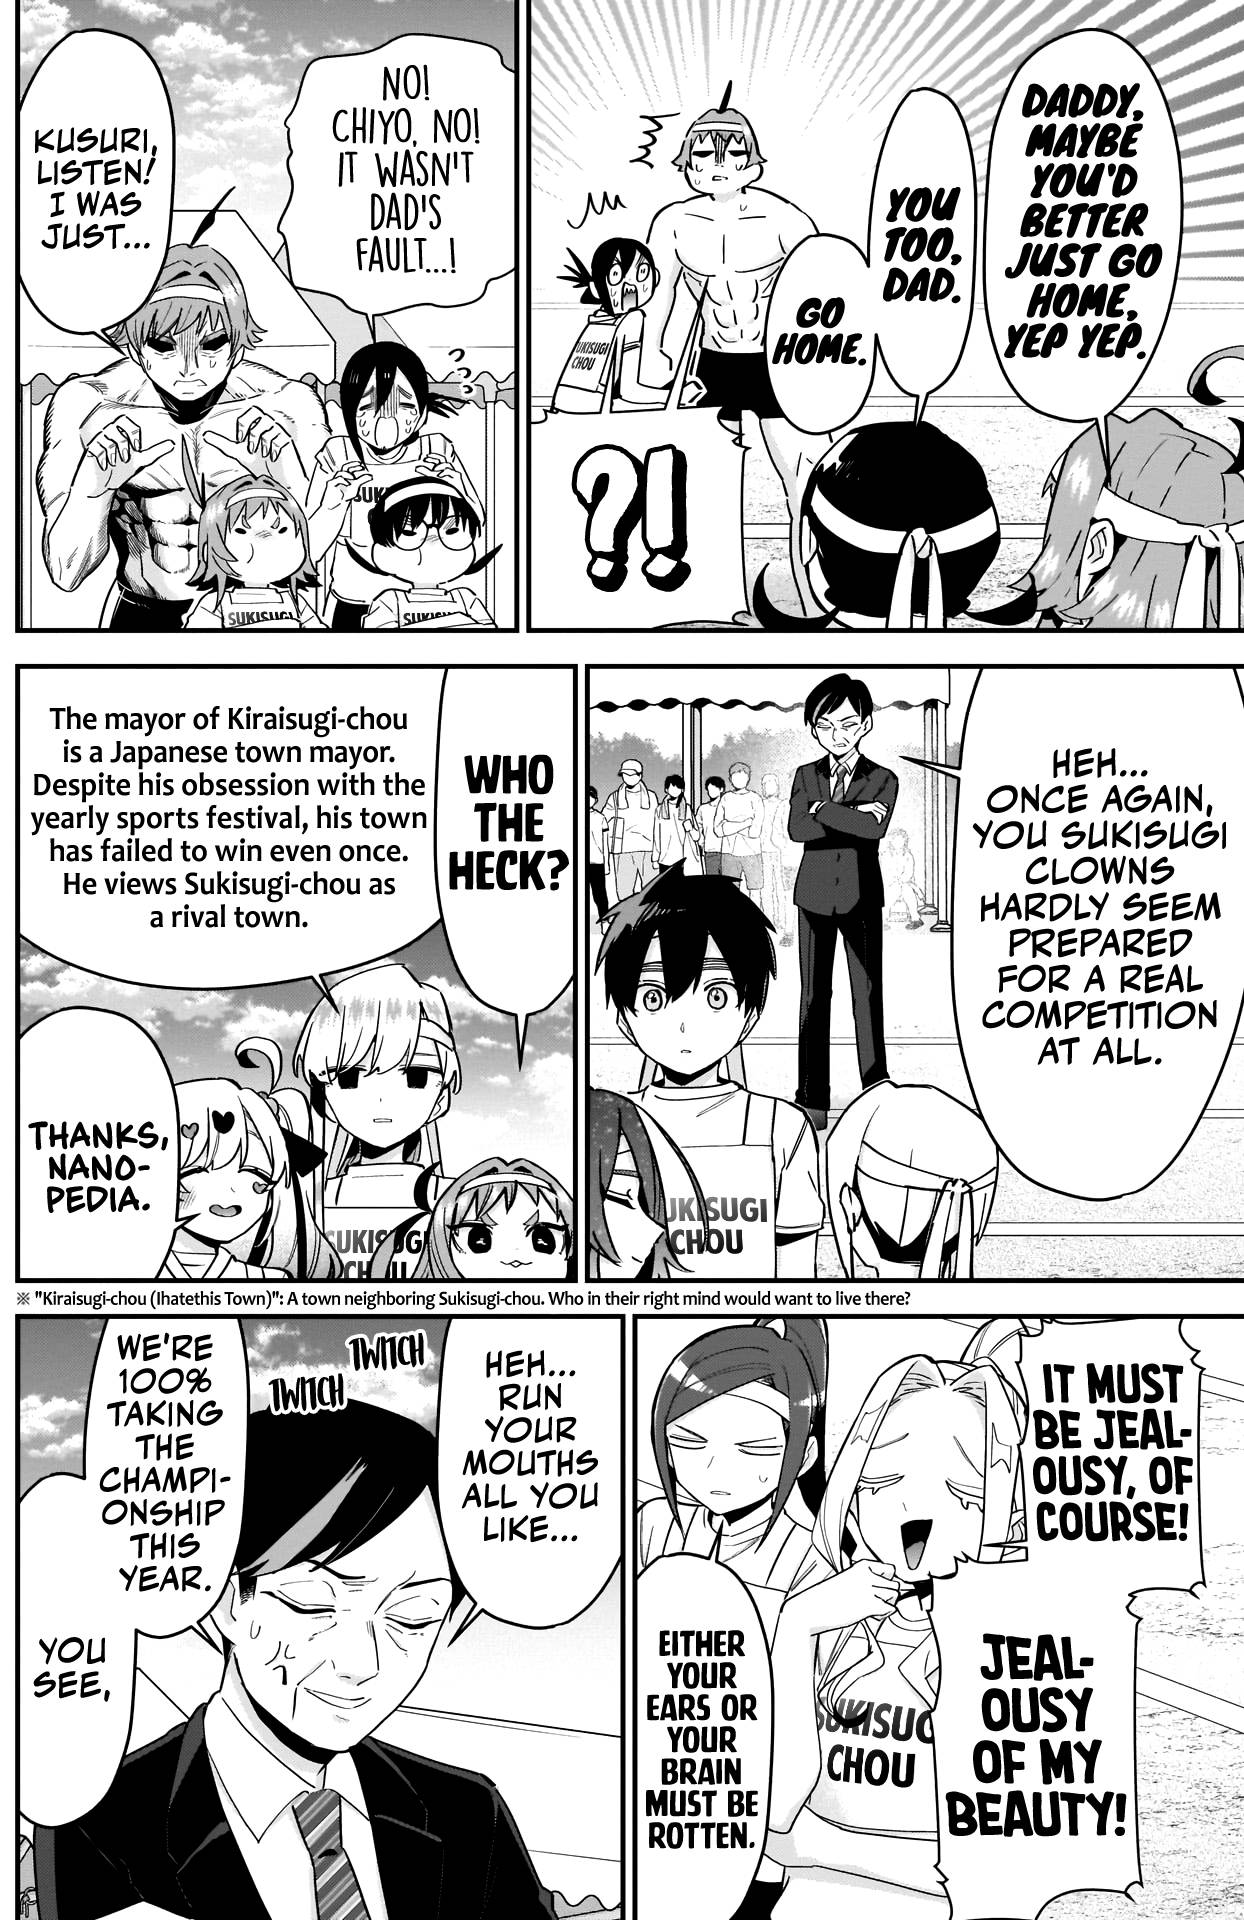 DADDY,
MAYBE
YOU'D
BETTER
JUST GO
HOME,
YEP YEP.
YOU
TOO,
DAD.
GO
HOME.
SUKISUGI
CHOU
?!
NO!
CHIYO, NO!
IT WASN'T
DAD'S
FAULT...!
KUSURI,
LISTEN!
I WAS
JUST...
SUK
SUKISUGI
SUKISUGI
HEH...
ONCE AGAIN,
YOU SUKISUGI
CLOWNS
HARDLY SEEM
PREPARED
FOR A REAL
COMPETITION
AT ALL.
SUKISUGI
CHOU
WHO
THE
HECK?
The mayor of Kiraisugi-chou
is a Japanese town mayor.
Despite his obsession with the
yearly sports festival, his town
has failed to win even once.
He views Sukisugi-chou as
a rival town.
THANKS,
NANO-
PEDIA.
SUKISUGI
CHOU
※ "Kiraisugi-chou (Ihatethis Town)": A town neighboring Sukisugi-chou. Who in their right mind would want to live there?
IT MUST
BE JEAL-
OUSY, OF
COURSE!
JEAL-
OUSY
OF MY
BEAUTY!
EITHER
YOUR
EARS OR
YOUR
BRAIN
MUST BE
ROTTEN.
SUKISUG
CHOU
HEH...
RUN
YOUR
MOUTHS
ALL YOU
LIKE...
TWITCH
TWITCH
WE'RE
100%
TAKING
THE
CHAMPI-
ONSHIP
THIS
YEAR.
YOU
SEE,